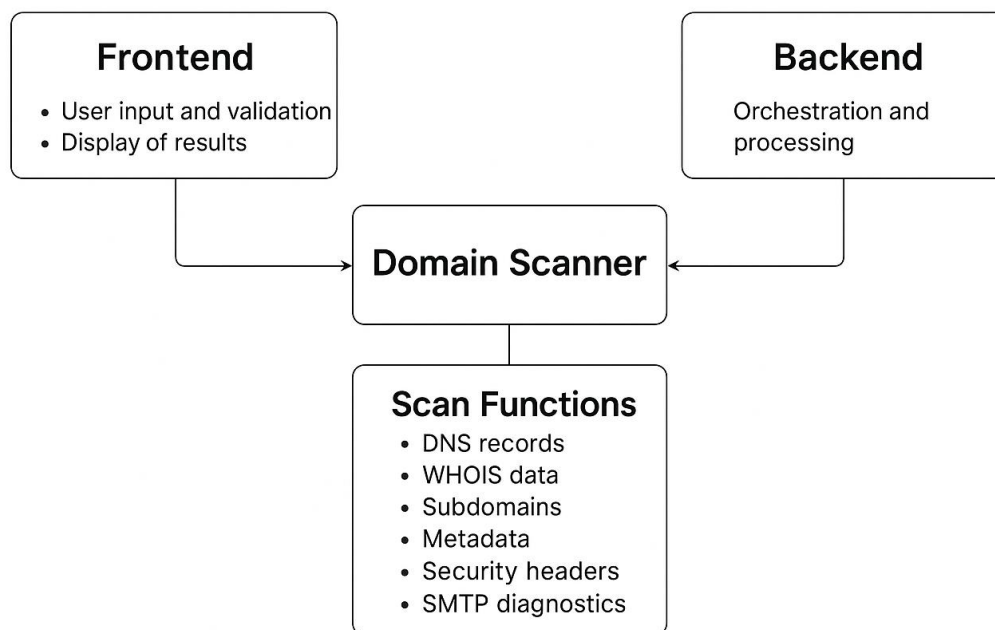 Frontend
• User input and validation
• Display of results
Backend
Orchestration and
processing
Domain Scanner
Scan Functions
• DNS records
• WHOIS data
• Subdomains
• Metadata
• Security headers
• SMTP diagnostics